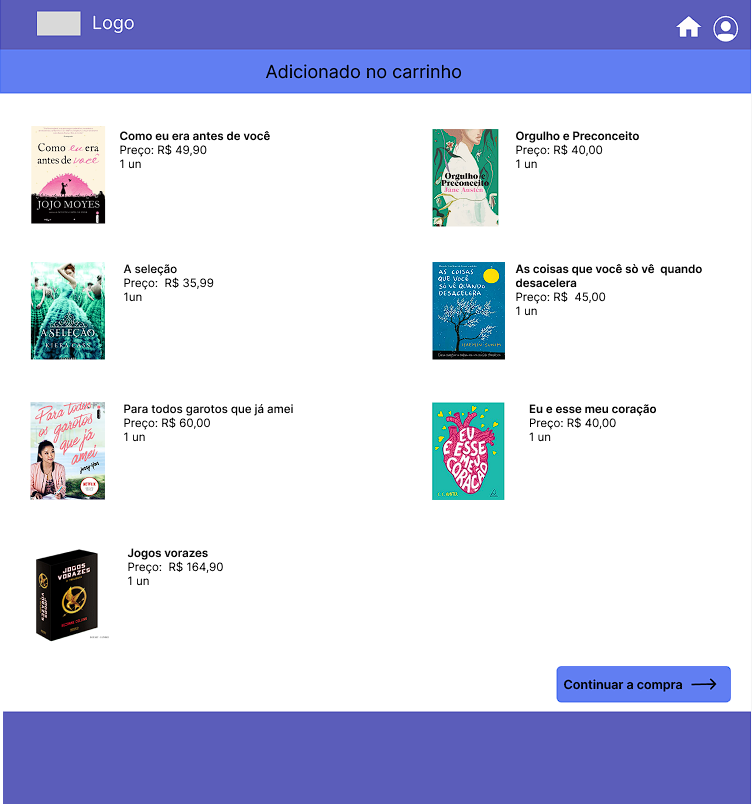 Logo
Adicionado no carrinho
Como eu era
antes de você
JOJO MOYES
Como eu era antes de você
Preço: R$ 49,90
1 un
Orgulho e
Preconceito
Jane Austen
Orgulho e Preconceito
Preço: R$ 40,00
1 un
A SELEÇÃO
KIERA CASS
A seleção
Preço:  R$ 35,99
1un
AS COISAS
QUE VOCÊ
SÓ VÊ QUANDO
DESACELERA
HAEMIN SUNIM
As coisas que você sò vê  quando
desacelera
Preço: R$  45,00
1 un
Para todos
os garotos
que já
amei
Jenny Han
NETFLIX
Para todos garotos que já amei
Preço: R$ 60,00
1 un
EU
E ESSE
MEU
CORAÇÃO
Eu e esse meu coração
Preço: R$ 40,00
1 un
JOGOS
VORAZES
Jogos vorazes
Preço:  R$ 164,90
1 un
Continuar a compra